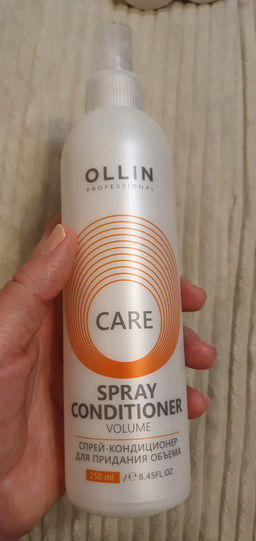 OLLIN
PROFESSIONAL
CARE
SPRAY
CONDITIONER
VOLUME
СПРЕЙ-КОНДИЦИОНЕР
ДЛЯ ПРИДАНИЯ ОБЪЕМА
250 ml / ℮ 8.45FL.OZ